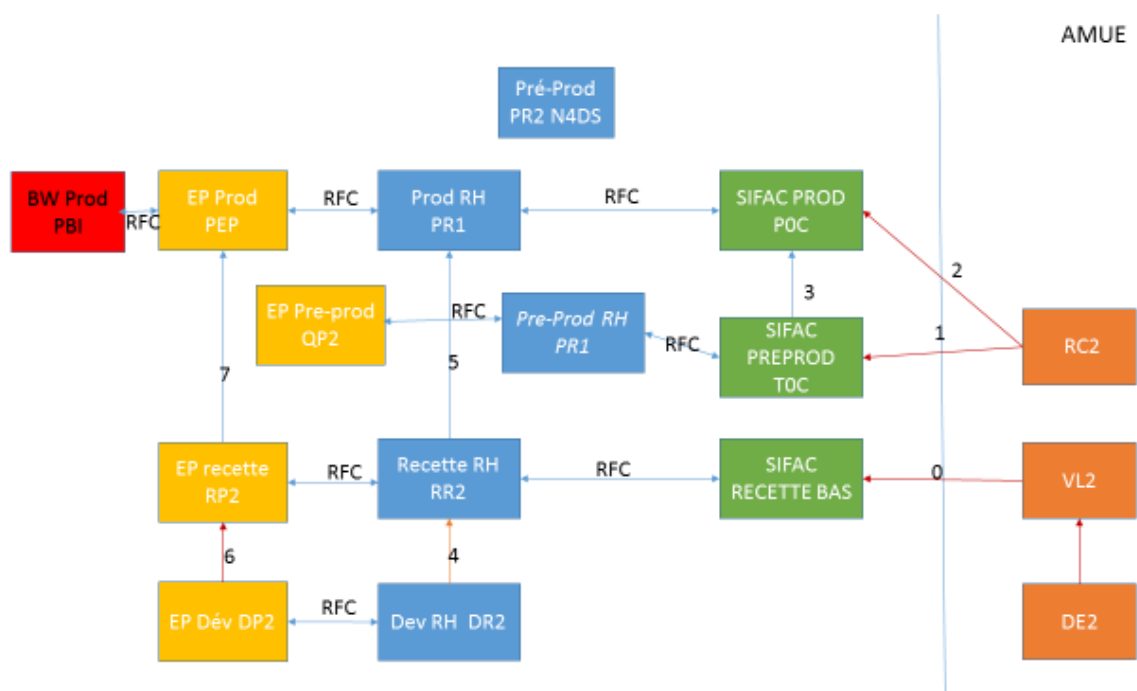 AMUE
Pré-Prod
PR2 N4DS
BW Prod
PBI
RFC
EP Prod
PEP
RFC
Prod RH
PR1
RFC
SIFAC PROD
P0C
2
3
EP Pre-prod
QP2
RFC
Pre-Prod RH
PR1
RFC
SIFAC
PREPROD
T0C
1
RC2
7
5
EP recette
RP2
RFC
Recette RH
RR2
RFC
SIFAC
RECETTE BAS
0
VL2
6
4
EP Dév DP2
RFC
Dev RH  DR2
DE2